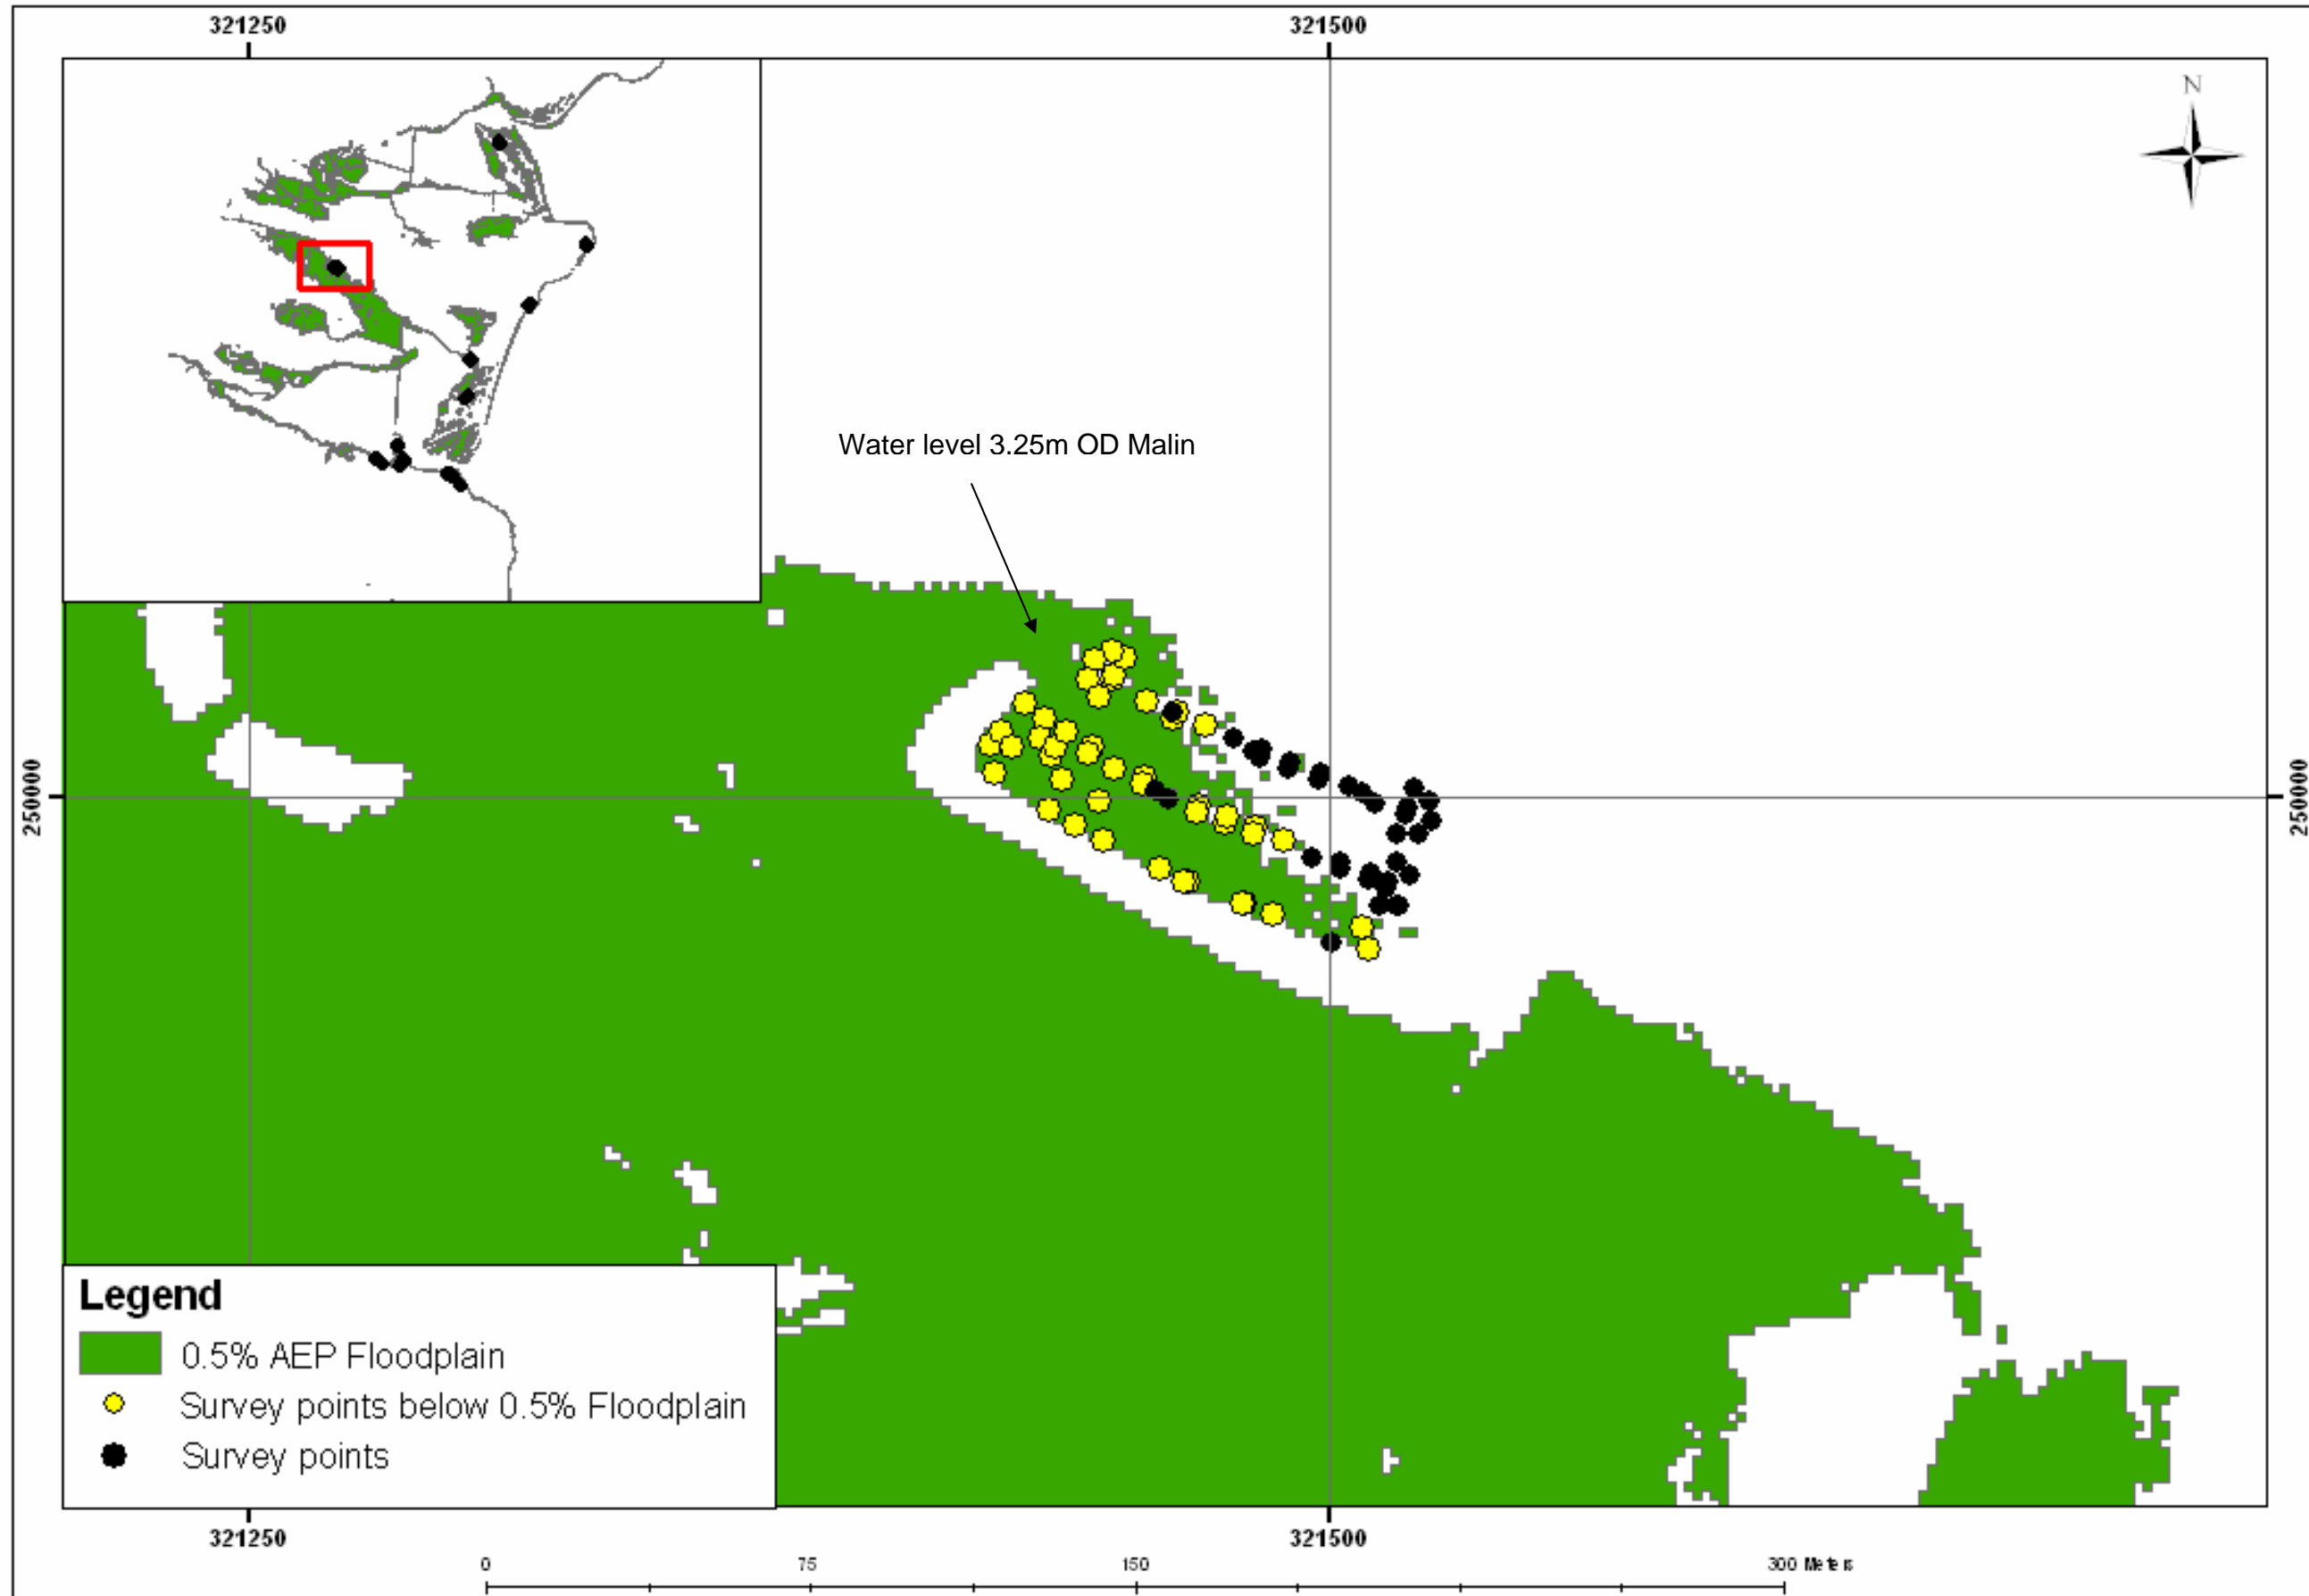 321250 321500
N
Water level 3.25m OD Malin
250000 250000
Legend
0.5% AEP Floodplain
Survey points below 0.5% Floodplain
Survey points
321250 321500
0 75 150 300 Meters